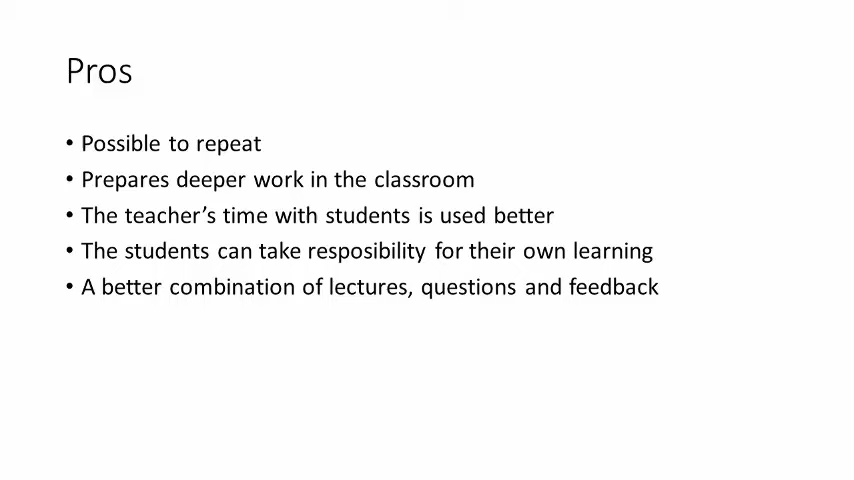 Pros
• Possible to repeat
• Prepares deeper work in the classroom
• The teacher’s time with students is used better
• The students can take resposibility for their own learning
• A better combination of lectures, questions and feedback